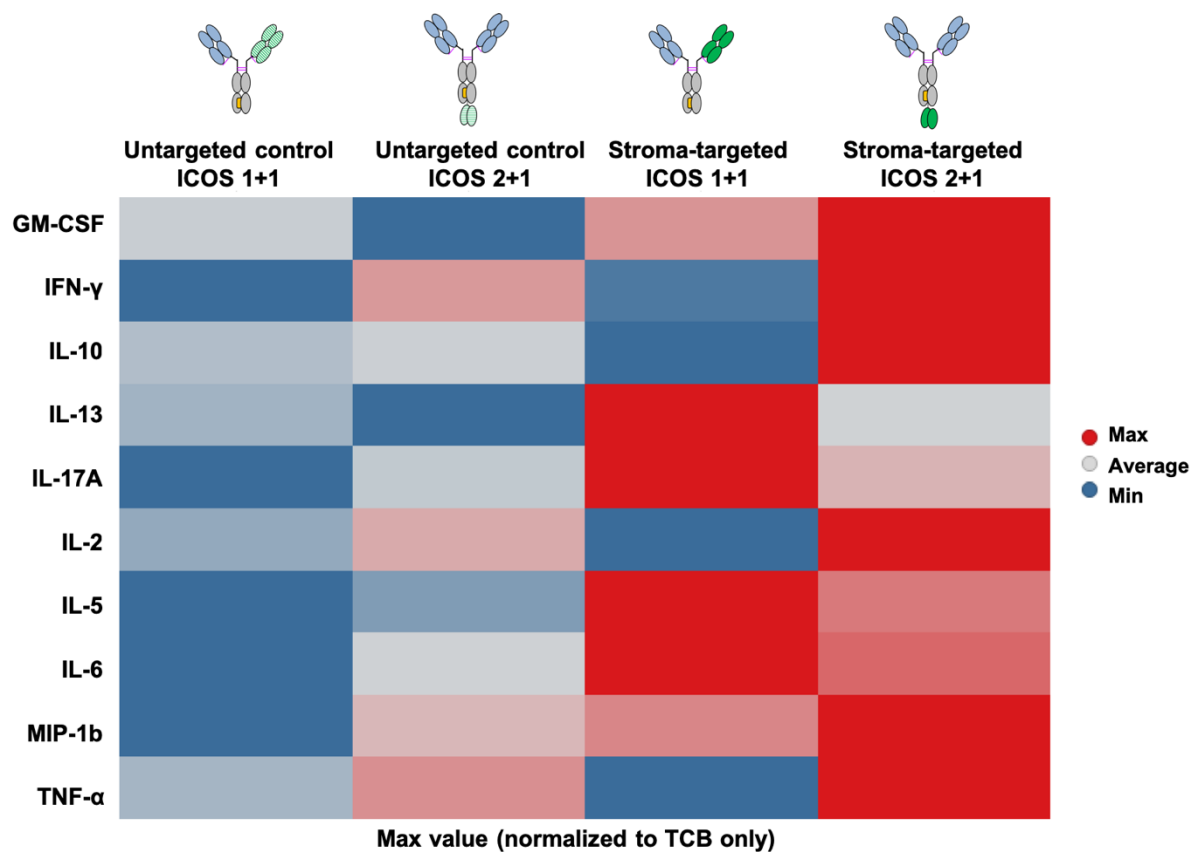 Untargeted control
ICOS 1+1
Untargeted control
ICOS 2+1
Stroma-targeted
ICOS 1+1
Stroma-targeted
ICOS 2+1
GM-CSF
IFN-γ
IL-10
IL-13
IL-17A
IL-2
IL-5
IL-6
MIP-1b
TNF-α
Max
Average
Min
Max value (normalized to TCB only)